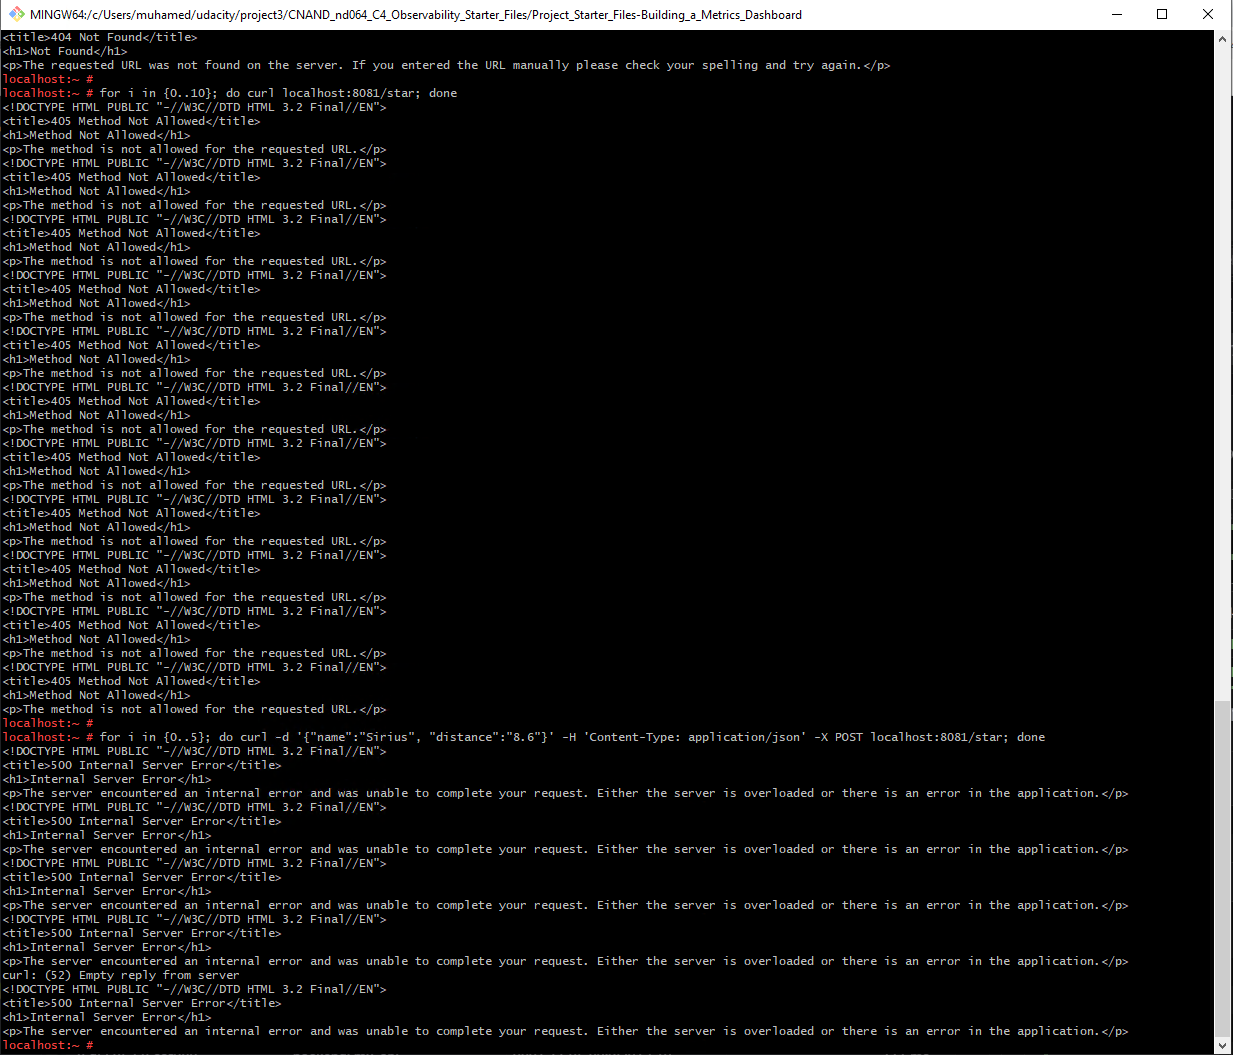 MINGW64:/c/Users/muhamed/udacity/project3/CNAND_nd064_C4_Observability_Starter_Files/Project_Starter_Files-Building_a_Metrics_Dashboard
<title>404 Not Found</title>
<h1>Not Found</h1>
<p>The requested URL was not found on the server. If you entered the URL manually please check your spelling and try again.</p>
localhost:~ #
localhost:~ # for i in {0..10}; do curl localhost:8081/star; done
<!DOCTYPE HTML PUBLIC "-//W3C//DTD HTML 3.2 Final//EN">
<title>405 Method Not Allowed</title>
<h1>Method Not Allowed</h1>
<p>The method is not allowed for the requested URL.</p>
<!DOCTYPE HTML PUBLIC "-//W3C//DTD HTML 3.2 Final//EN">
<title>405 Method Not Allowed</title>
<h1>Method Not Allowed</h1>
<p>The method is not allowed for the requested URL.</p>
<!DOCTYPE HTML PUBLIC "-//W3C//DTD HTML 3.2 Final//EN">
<title>405 Method Not Allowed</title>
<h1>Method Not Allowed</h1>
<p>The method is not allowed for the requested URL.</p>
<!DOCTYPE HTML PUBLIC "-//W3C//DTD HTML 3.2 Final//EN">
<title>405 Method Not Allowed</title>
<h1>Method Not Allowed</h1>
<p>The method is not allowed for the requested URL.</p>
<!DOCTYPE HTML PUBLIC "-//W3C//DTD HTML 3.2 Final//EN">
<title>405 Method Not Allowed</title>
<h1>Method Not Allowed</h1>
<p>The method is not allowed for the requested URL.</p>
<!DOCTYPE HTML PUBLIC "-//W3C//DTD HTML 3.2 Final//EN">
<title>405 Method Not Allowed</title>
<h1>Method Not Allowed</h1>
<p>The method is not allowed for the requested URL.</p>
<!DOCTYPE HTML PUBLIC "-//W3C//DTD HTML 3.2 Final//EN">
<title>405 Method Not Allowed</title>
<h1>Method Not Allowed</h1>
<p>The method is not allowed for the requested URL.</p>
<!DOCTYPE HTML PUBLIC "-//W3C//DTD HTML 3.2 Final//EN">
<title>405 Method Not Allowed</title>
<h1>Method Not Allowed</h1>
<p>The method is not allowed for the requested URL.</p>
<!DOCTYPE HTML PUBLIC "-//W3C//DTD HTML 3.2 Final//EN">
<title>405 Method Not Allowed</title>
<h1>Method Not Allowed</h1>
<p>The method is not allowed for the requested URL.</p>
<!DOCTYPE HTML PUBLIC "-//W3C//DTD HTML 3.2 Final//EN">
<title>405 Method Not Allowed</title>
<h1>Method Not Allowed</h1>
<p>The method is not allowed for the requested URL.</p>
<!DOCTYPE HTML PUBLIC "-//W3C//DTD HTML 3.2 Final//EN">
<title>405 Method Not Allowed</title>
<h1>Method Not Allowed</h1>
<p>The method is not allowed for the requested URL.</p>
localhost:~ #
localhost:~ # for i in {0..5}; do curl -d '{"name":"Sirius", "distance":"8.6"}' -H 'Content-Type: application/json' -X POST localhost:8081/star; done
<!DOCTYPE HTML PUBLIC "-//W3C//DTD HTML 3.2 Final//EN">
<title>500 Internal Server Error</title>
<h1>Internal Server Error</h1>
<p>The server encountered an internal error and was unable to complete your request. Either the server is overloaded or there is an error in the application.</p>
<!DOCTYPE HTML PUBLIC "-//W3C//DTD HTML 3.2 Final//EN">
<title>500 Internal Server Error</title>
<h1>Internal Server Error</h1>
<p>The server encountered an internal error and was unable to complete your request. Either the server is overloaded or there is an error in the application.</p>
<!DOCTYPE HTML PUBLIC "-//W3C//DTD HTML 3.2 Final//EN">
<title>500 Internal Server Error</title>
<h1>Internal Server Error</h1>
<p>The server encountered an internal error and was unable to complete your request. Either the server is overloaded or there is an error in the application.</p>
<!DOCTYPE HTML PUBLIC "-//W3C//DTD HTML 3.2 Final//EN">
<title>500 Internal Server Error</title>
<h1>Internal Server Error</h1>
<p>The server encountered an internal error and was unable to complete your request. Either the server is overloaded or there is an error in the application.</p>
curl: (52) Empty reply from server
<!DOCTYPE HTML PUBLIC "-//W3C//DTD HTML 3.2 Final//EN">
<title>500 Internal Server Error</title>
<h1>Internal Server Error</h1>
<p>The server encountered an internal error and was unable to complete your request. Either the server is overloaded or there is an error in the application.</p>
localhost:~ #